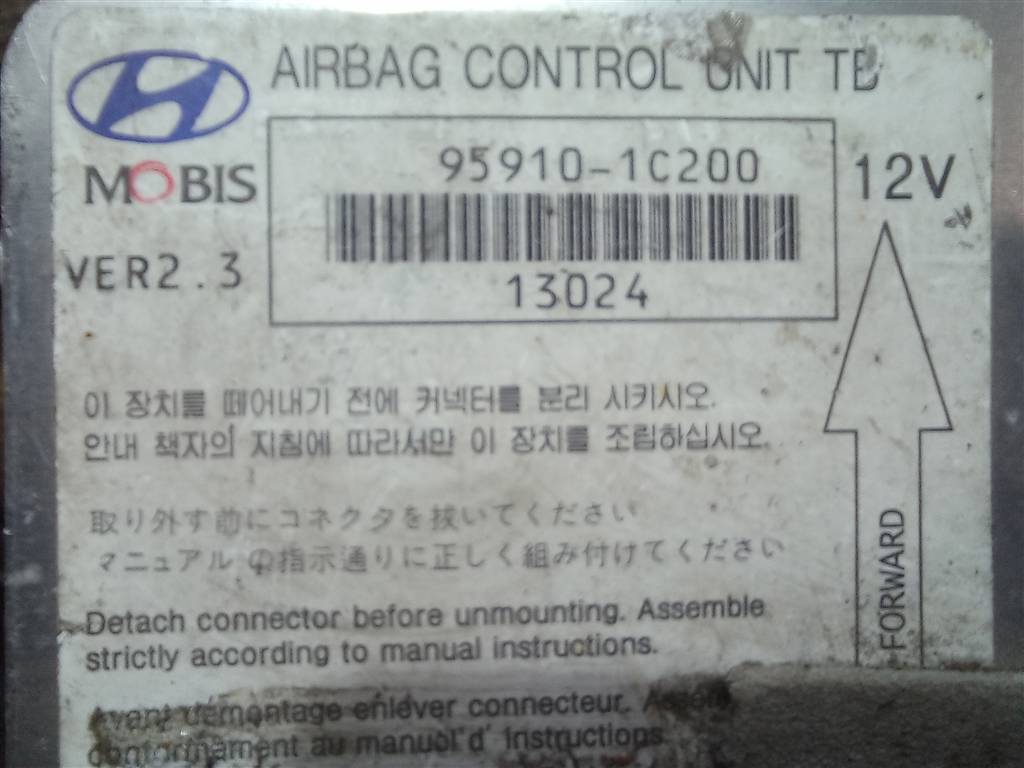 AIRBAG CONTROL UNIT TB
MOBIS
95910-1C200
12V
VER2.3
13024
이 장치를 떼어내기 전에 커넥터를 분리 시키시오.
안내 책자의 지침에 따라서만 이 장치를 조립하십시오.
取り外す前にコネクタを抜いてください
マニュアルの指示通りに正しく組み付けてください
Detach connector before unmounting. Assemble
strictly according to manual instructions.
FORWARD
Avant démontage enlever connecteur.
conformament au manuel d' instructions